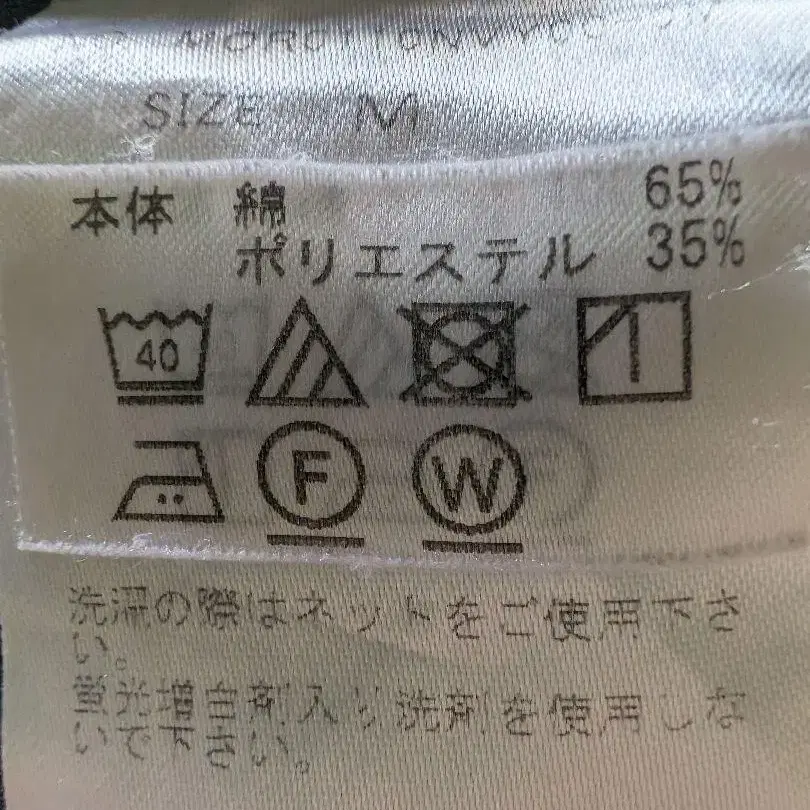 SIZE M
本体 綿 65%
ポリエステル 35%
40
F W
洗濯の際はネットをご使用下さ
い。
蛍光増白剤入り洗剤を使用しな
いで下さい。